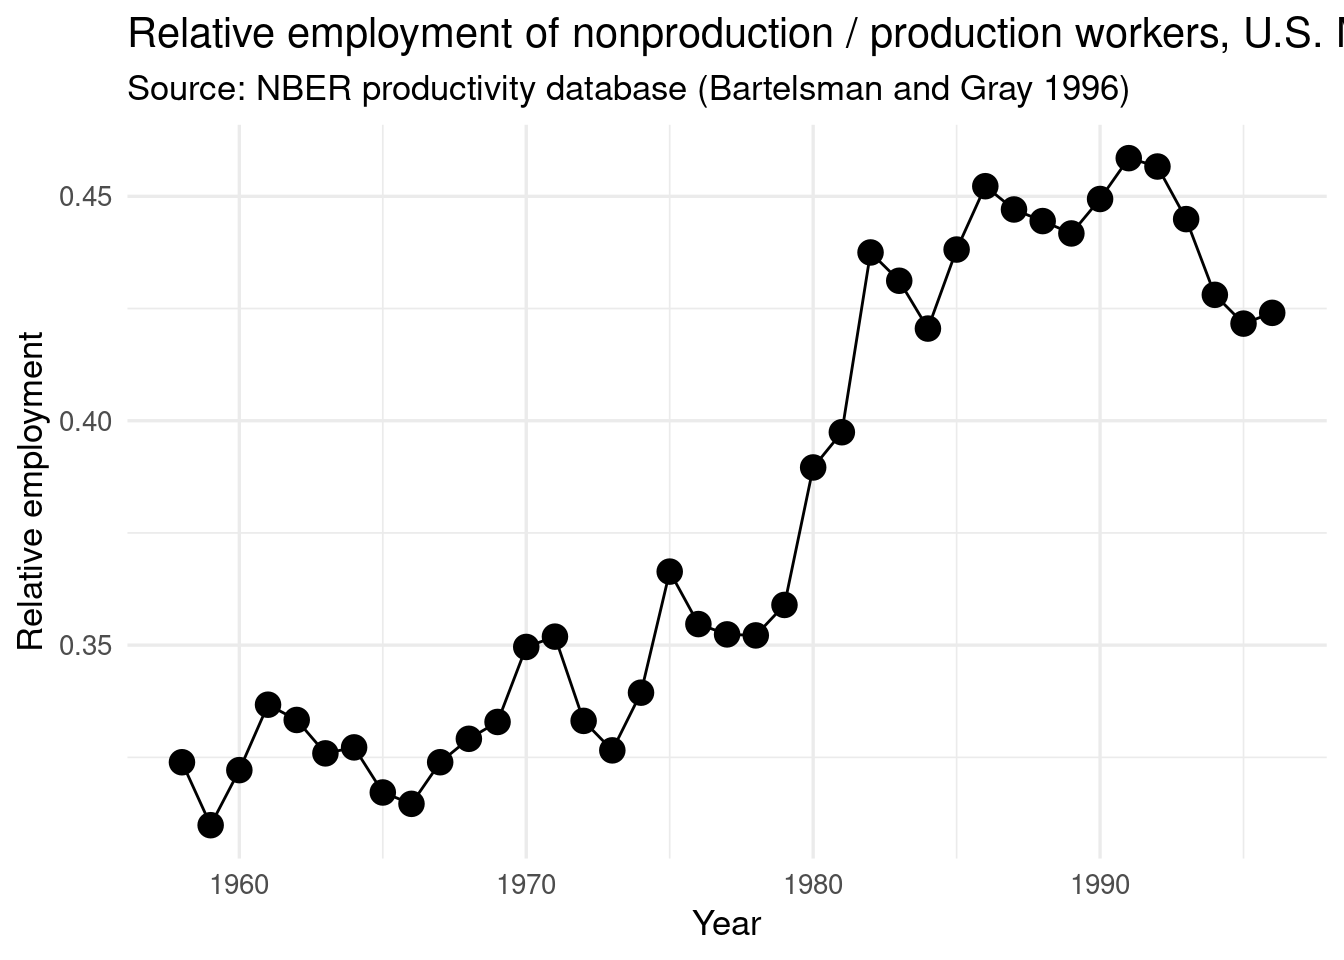 Relative employment of nonproduction / production workers, U.S.
Source: NBER productivity database (Bartelsman and Gray 1996)
0.45
0.40
0.35
Relative employment
1960 1970 1980 1990
Year